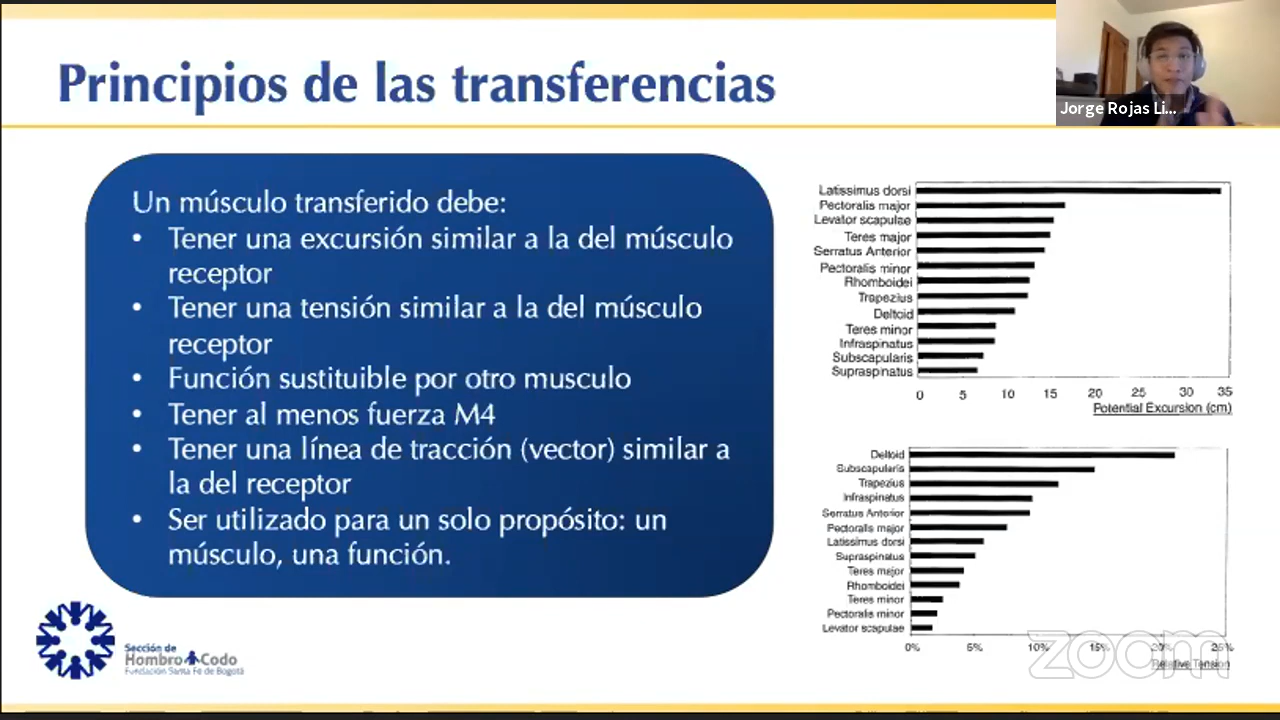 Principios de las transferencias
Jorge Rojas Li...
Un músculo transferido debe:
• Tener una excursión similar a la del músculo
receptor
• Tener una tensión similar a la del músculo
receptor
• Función sustituible por otro musculo
• Tener al menos fuerza M4
• Tener una línea de tracción (vector) similar a
la del receptor
• Ser utilizado para un solo propósito: un
músculo, una función.
Latissimus dorsi
Pectoralis major
Levator scapulae
Teres major
Serratus Anterior
Pectoralis minor
Rhomboidei
Trapezius
Deltoid
Teres minor
Infraspinatus
Subscapularis
Supraspinatus
0 5 10 15 20 25 30 35
Potential Excursion (cm)
Deltoid
Subscapularis
Trapezius
Infraspinatus
Serratus Anterior
Pectoralis major
Latissimus dorsi
Supraspinatus
Teres major
Rhomboidei
Teres minor
Pectoralis minor
Levator scapulae
0% 5% 10% 15% 20% 25%
Relative Tension
zoom
Sección de
Hombro Codo
Fundación Santa Fe de Bogotá